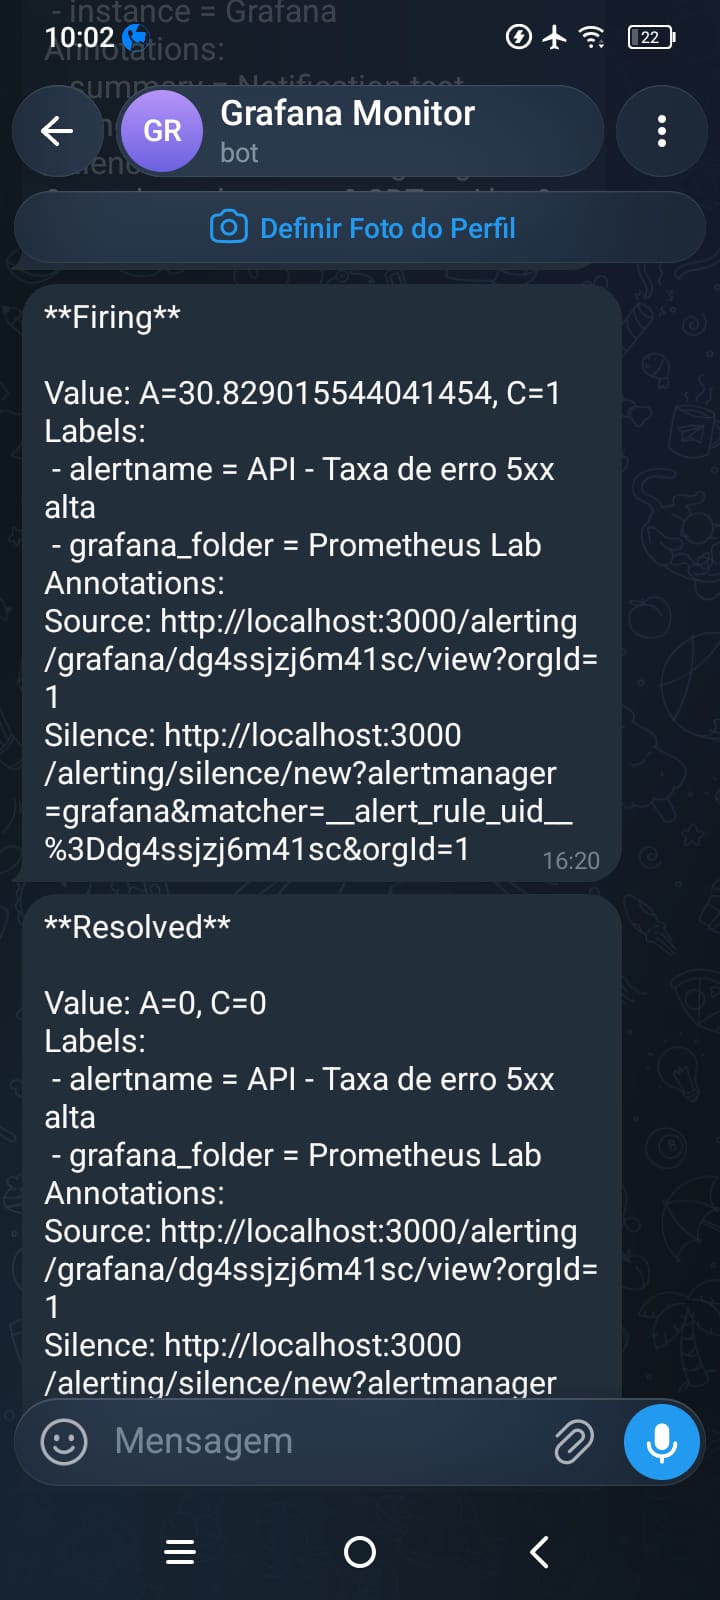 - instance = Grafana
10:02
22
Annotations:
Grafana Monitor
GR
bot
Definir Foto do Perfil
**Firing**
Value: A=30.829015544041454, C=1
Labels:
- alertname = API - Taxa de erro 5xx
alta
- grafana_folder = Prometheus Lab
Annotations:
Source: http://localhost:3000/alerting
/grafana/dg4ssjzj6m41sc/view?orgId=
1
Silence: http://localhost:3000
/alerting/silence/new?alertmanager
=grafana&matcher=__alert_rule_uid__
%3Ddg4ssjzj6m41sc&orgId=1
16:20
**Resolved**
Value: A=0, C=0
Labels:
- alertname = API - Taxa de erro 5xx
alta
- grafana_folder = Prometheus Lab
Annotations:
Source: http://localhost:3000/alerting
/grafana/dg4ssjzj6m41sc/view?orgId=
1
Silence: http://localhost:3000
/alerting/silence/new?alertmanager
Mensagem